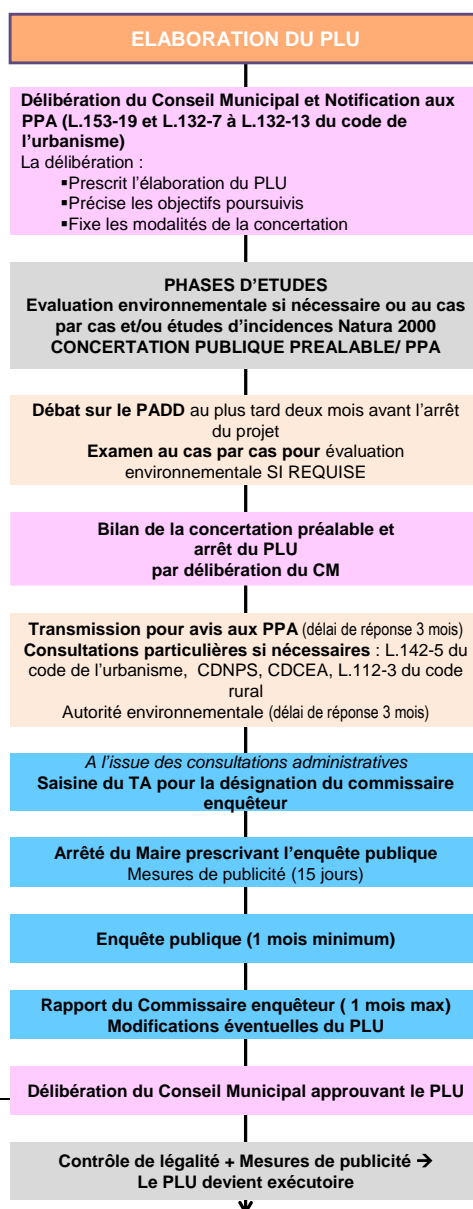 ELABORATION DU PLU
Délibération du Conseil Municipal et Notification aux
PPA (L.153-19 et L.132-7 à L.132-13 du code de
l'urbanisme)
La délibération :
▪Prescrit l'élaboration du PLU
▪Précise les objectifs poursuivis
▪Fixe les modalités de la concertation
PHASES D'ETUDES
Evaluation environnementale si nécessaire ou au cas
par cas et/ou études d'incidences Natura 2000
CONCERTATION PUBLIQUE PREALABLE/ PPA
Débat sur le PADD au plus tard deux mois avant l'arrêt
du projet
Examen au cas par cas pour évaluation
environnementale SI REQUISE
Bilan de la concertation préalable et
arrêt du PLU
par délibération du CM
Transmission pour avis aux PPA (délai de réponse 3 mois)
Consultations particulières si nécessaires : L.142-5 du
code de l'urbanisme, CDNPS, CDCEA, L.112-3 du code
rural
Autorité environnementale (délai de réponse 3 mois)
A l'issue des consultations administratives
Saisine du TA pour la désignation du commissaire
enquêteur
Arrêté du Maire prescrivant l'enquête publique
Mesures de publicité (15 jours)
Enquête publique (1 mois minimum)
Rapport du Commissaire enquêteur ( 1 mois max)
Modifications éventuelles du PLU
Délibération du Conseil Municipal approuvant le PLU
Contrôle de légalité + Mesures de publicité →
Le PLU devient exécutoire